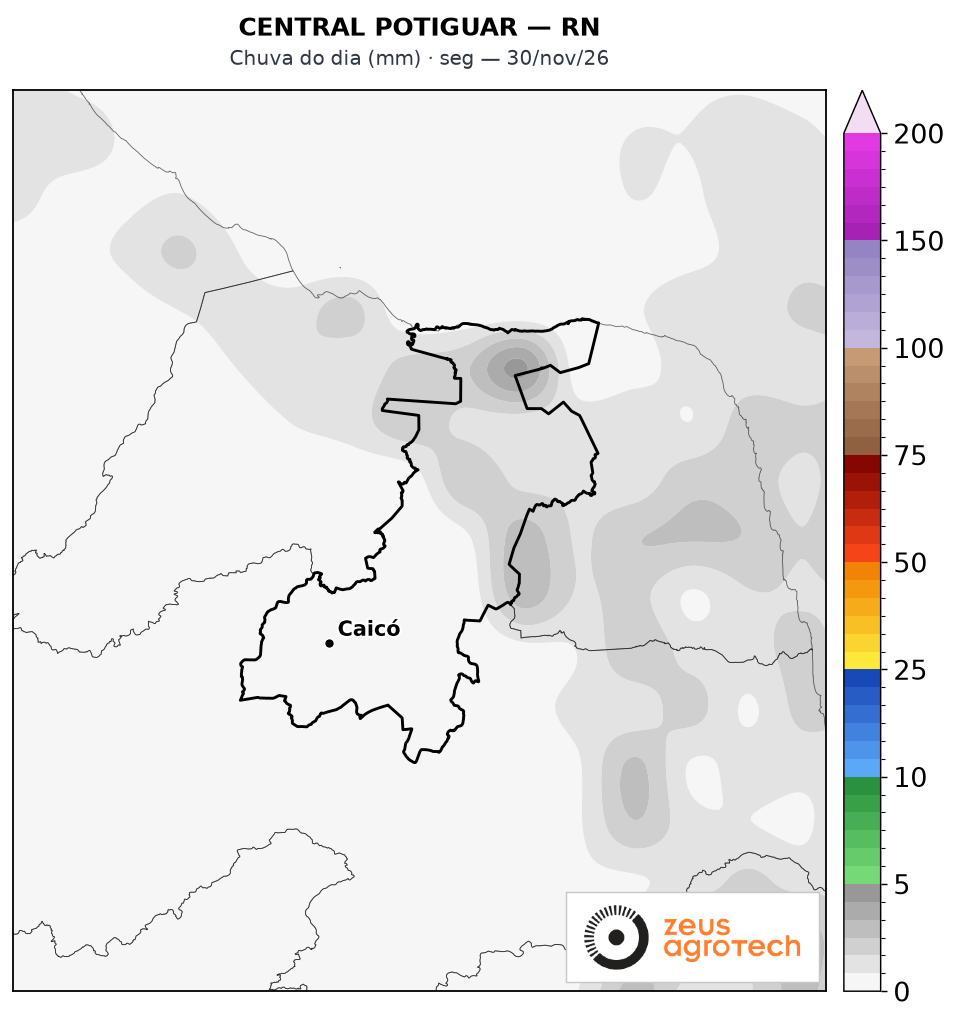 CENTRAL POTIGUAR — RN
Chuva do dia (mm) · seg — 30/nov/26
200
150
100
75
50
25
10
5
0
Caicó
zeus
agrotech